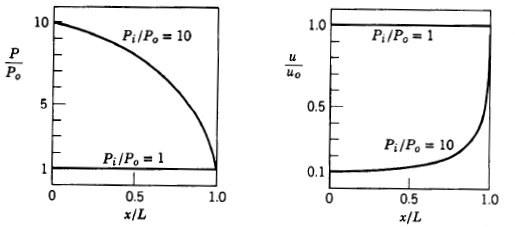 10
P
P_o
5
1
P_i/P_o = 10
P_i/P_o = 1
0
0.5
1.0
x/L
1.0
u
u_o
0.5
0.1
P_i/P_o = 1
P_i/P_o = 10
0
0.5
1.0
x/L